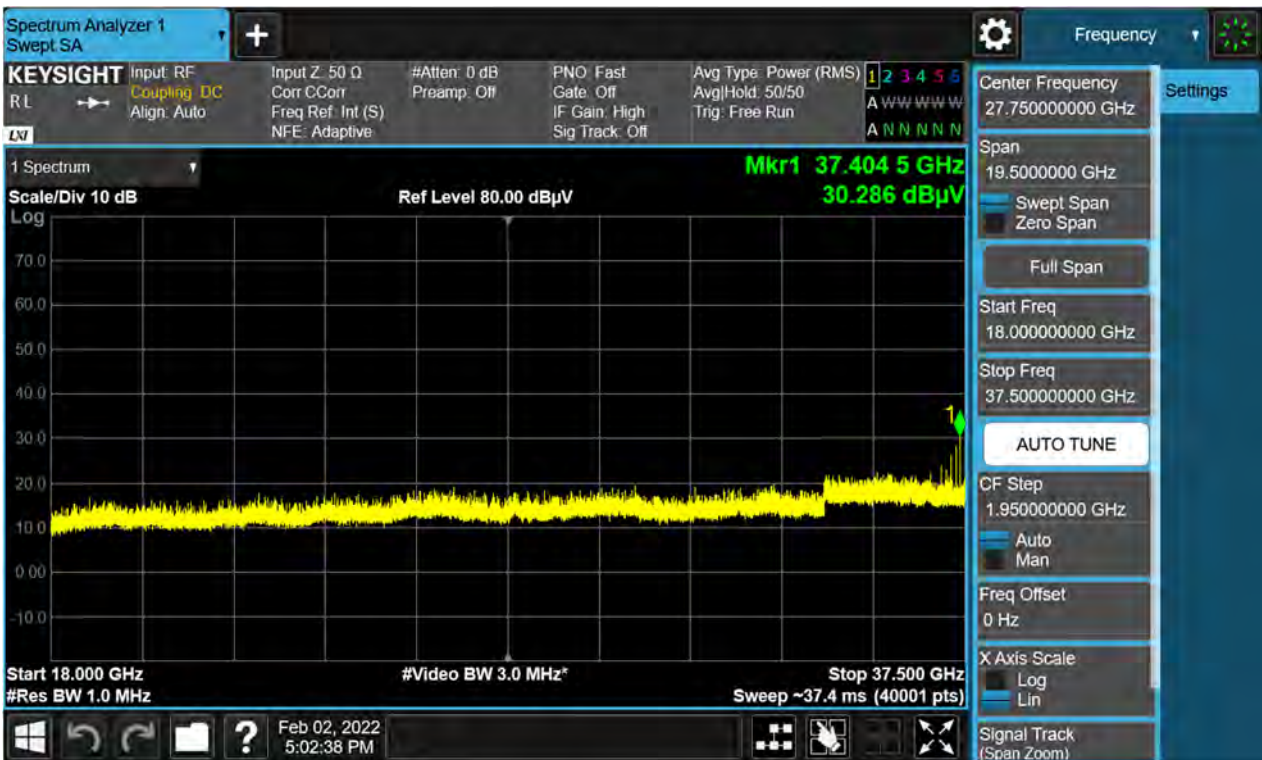 Spectrum Analyzer 1
Swept SA
+
Frequency
KEYSIGHT
RL
LXI
Input: RF
Coupling: DC
Align: Auto
Input Z: 50 Ω
Corr CCorr
Freq Ref: Int (S)
NFE: Adaptive
#Atten: 0 dB
Preamp: Off
PNO: Fast
Gate: Off
IF Gain: High
Sig Track: Off
Avg Type: Power (RMS)
Avg|Hold: 50/50
Trig: Free Run
1 2 3 4 5 6
A W W W W W
A N N N N N
1 Spectrum
Scale/Div 10 dB
Ref Level 80.00 dBµV
Mkr1 37.404 5 GHz
30.286 dBµV
Log
70.0
60.0
50.0
40.0
30.0
20.0
10.0
0.00
-10.0
1
Start 18.000 GHz
#Res BW 1.0 MHz
#Video BW 3.0 MHz*
Stop 37.500 GHz
Sweep ~37.4 ms (40001 pts)
Center Frequency
27.750000000 GHz
Settings
Span
19.5000000 GHz
Swept Span
Zero Span
Full Span
Start Freq
18.000000000 GHz
Stop Freq
37.500000000 GHz
AUTO TUNE
CF Step
1.950000000 GHz
Auto
Man
Freq Offset
0 Hz
X Axis Scale
Log
Lin
Signal Track
(Span Zoom)
?
Feb 02, 2022
5:02:38 PM